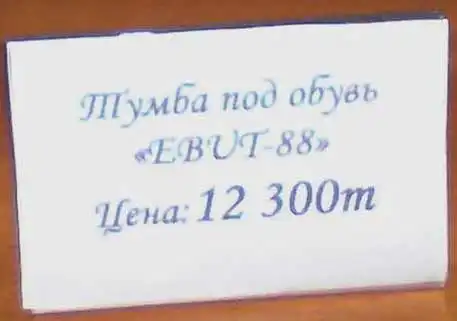 Тумба под обувь
«EBUT-88»
Цена: 12 300т